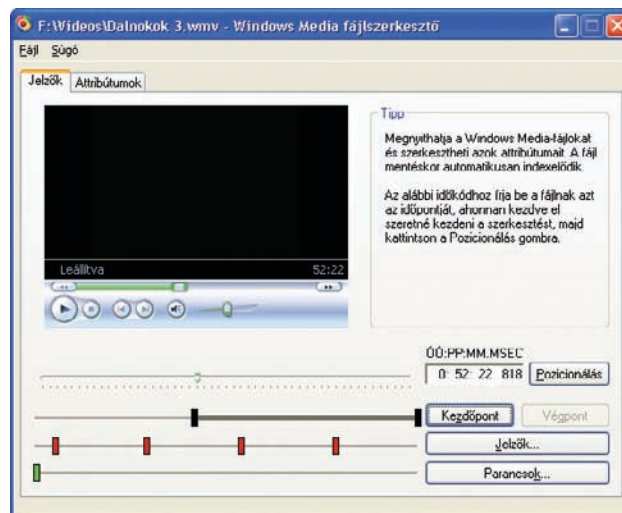 F:\Videos\Dalnokok 3.wmv - Windows Media fájlszerkesztő
Fájl Súgó
Jelzők Attribútumok
Tipp
Megnyithatja a Windows Media-fájlokat
és szerkesztheti azok attribútumait. A fájl
mentéskor automatikusan indexelődik.
Az alábbi időkódhoz írja be a fájlnak azt
az időpontját, ahonnan kezdve el
szeretné kezdeni a szerkesztést, majd
kattintson a Pozicionálás gombra.
Leállítva 52:22
ÓÓ:PP:MM.MSEC
0: 52: 22 818 Pozicionálás
Kezdőpont Végpont
Jelzők...
Parancsok...